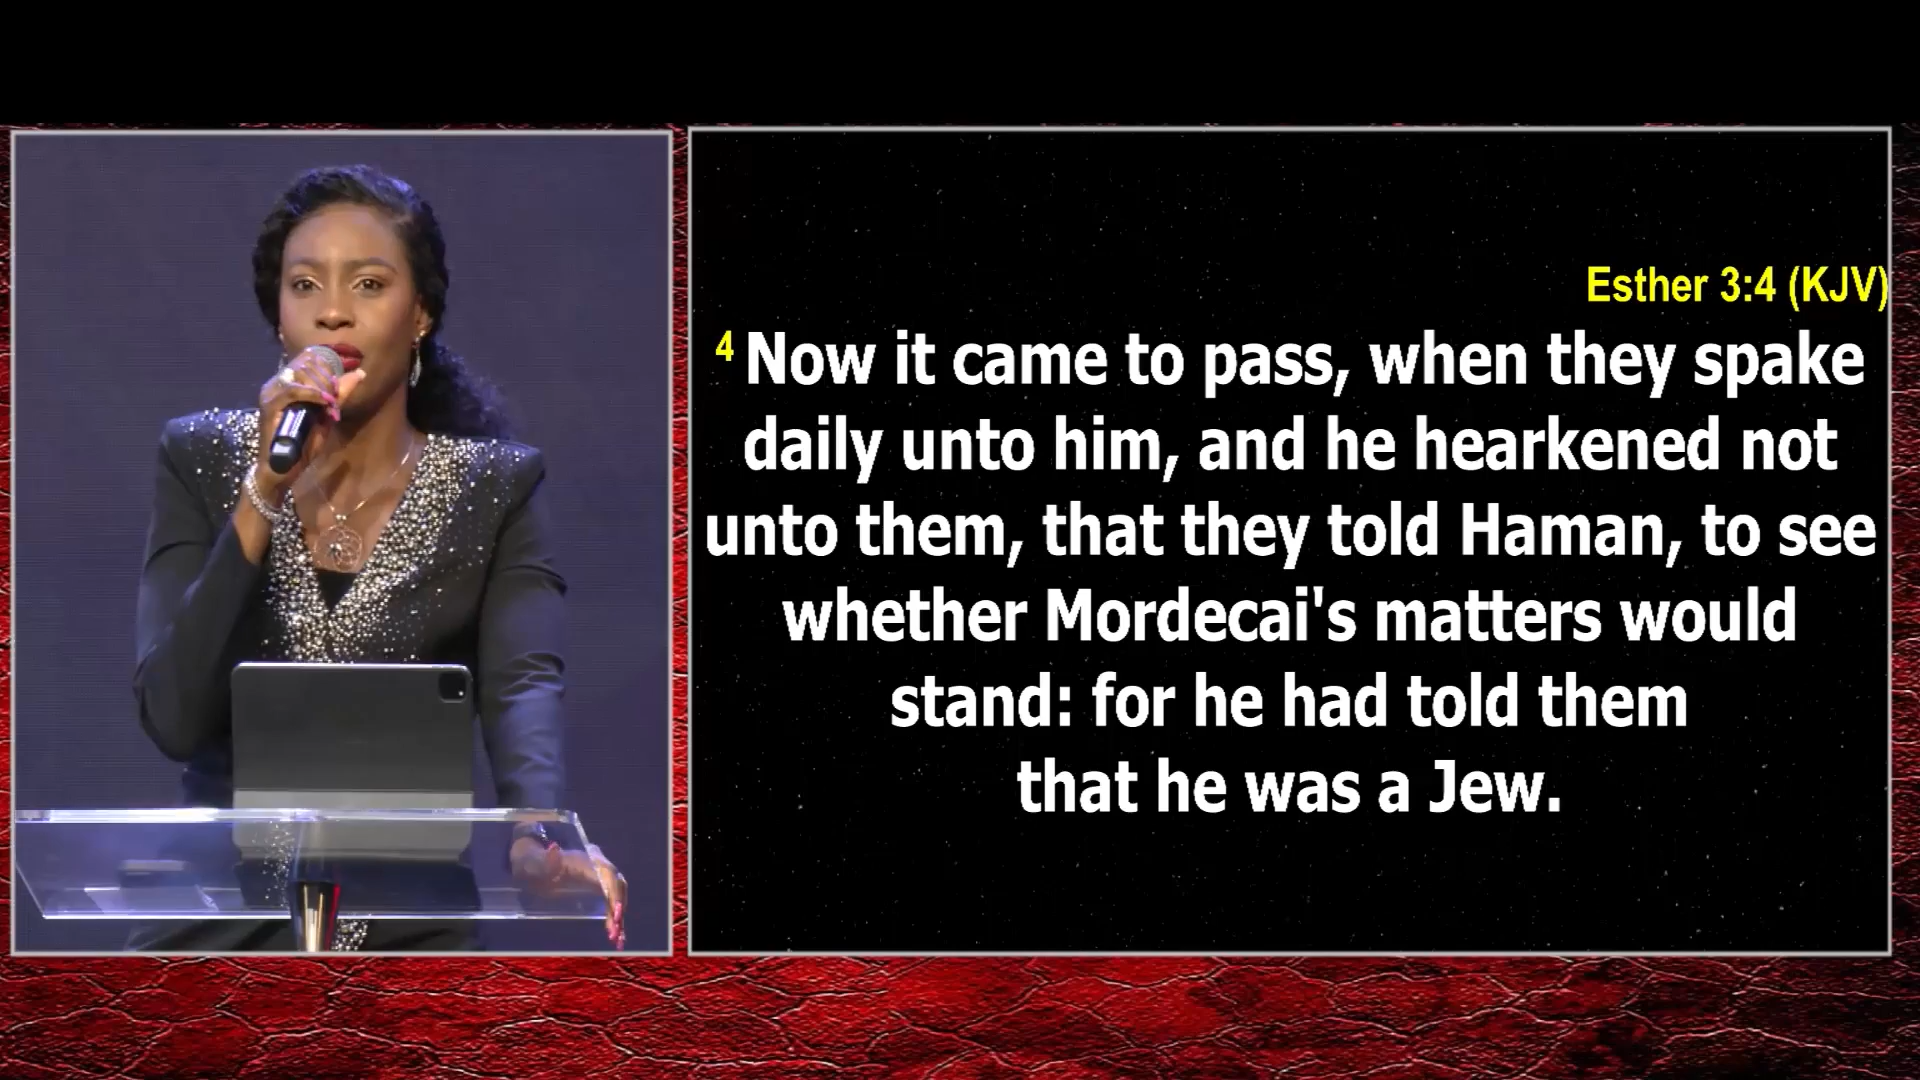 Esther 3:4 (KJV)
4 Now it came to pass, when they spake
daily unto him, and he hearkened not
unto them, that they told Haman, to see
whether Mordecai's matters would
stand: for he had told them
that he was a Jew.